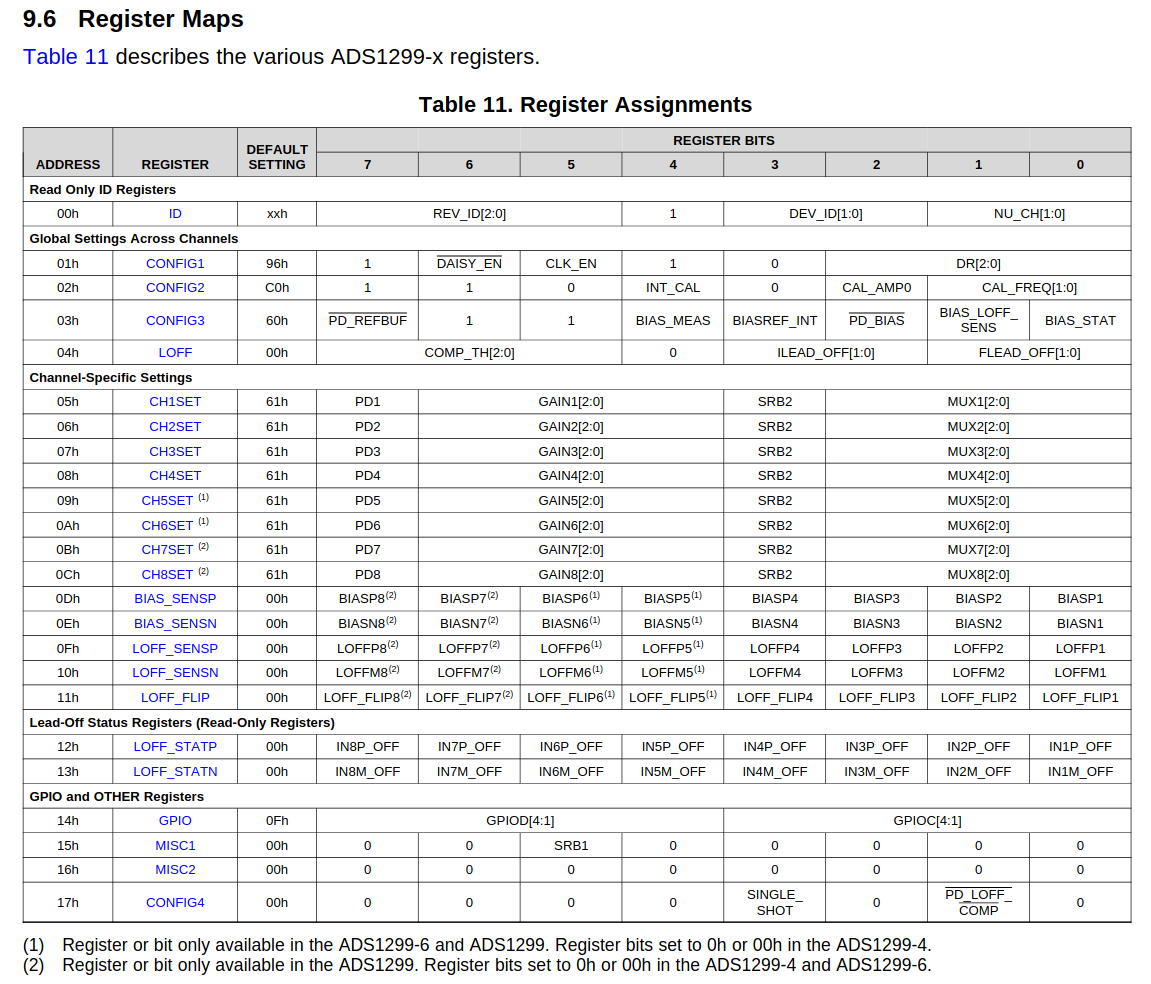 9.6 Register Maps
Table 11 describes the various ADS1299-x registers.
Table 11. Register Assignments
ADDRESS REGISTER DEFAULT SETTING REGISTER BITS
7 6 5 4 3 2 1 0
Read Only ID Registers
00h ID xxh REV_ID[2:0] 1 DEV_ID[1:0] NU_CH[1:0]
Global Settings Across Channels
01h CONFIG1 96h 1 DAISY_EN CLK_EN 1 0 DR[2:0]
02h CONFIG2 C0h 1 1 0 INT_CAL 0 CAL_AMP0 CAL_FREQ[1:0]
03h CONFIG3 60h PD_REFBUF 1 1 BIAS_MEAS BIASREF_INT PD_BIAS BIAS_LOFF_SENS BIAS_STAT
04h LOFF 00h COMP_TH[2:0] 0 ILEAD_OFF[1:0] FLEAD_OFF[1:0]
Channel-Specific Settings
05h CH1SET 61h PD1 GAIN1[2:0] SRB2 MUX1[2:0]
06h CH2SET 61h PD2 GAIN2[2:0] SRB2 MUX2[2:0]
07h CH3SET 61h PD3 GAIN3[2:0] SRB2 MUX3[2:0]
08h CH4SET 61h PD4 GAIN4[2:0] SRB2 MUX4[2:0]
09h CH5SET (1) 61h PD5 GAIN5[2:0] SRB2 MUX5[2:0]
0Ah CH6SET (1) 61h PD6 GAIN6[2:0] SRB2 MUX6[2:0]
0Bh CH7SET (2) 61h PD7 GAIN7[2:0] SRB2 MUX7[2:0]
0Ch CH8SET (2) 61h PD8 GAIN8[2:0] SRB2 MUX8[2:0]
0Dh BIAS_SENSP 00h BIASP8(2) BIASP7(2) BIASP6(1) BIASP5(1) BIASP4 BIASP3 BIASP2 BIASP1
0Eh BIAS_SENSN 00h BIASN8(2) BIASN7(2) BIASN6(1) BIASN5(1) BIASN4 BIASN3 BIASN2 BIASN1
0Fh LOFF_SENSP 00h LOFFP8(2) LOFFP7(2) LOFFP6(1) LOFFP5(1) LOFFP4 LOFFP3 LOFFP2 LOFFP1
10h LOFF_SENSN 00h LOFFM8(2) LOFFM7(2) LOFFM6(1) LOFFM5(1) LOFFM4 LOFFM3 LOFFM2 LOFFM1
11h LOFF_FLIP 00h LOFF_FLIP8(2) LOFF_FLIP7(2) LOFF_FLIP6(1) LOFF_FLIP5(1) LOFF_FLIP4 LOFF_FLIP3 LOFF_FLIP2 LOFF_FLIP1
Lead-Off Status Registers (Read-Only Registers)
12h LOFF_STATP 00h IN8P_OFF IN7P_OFF IN6P_OFF IN5P_OFF IN4P_OFF IN3P_OFF IN2P_OFF IN1P_OFF
13h LOFF_STATN 00h IN8M_OFF IN7M_OFF IN6M_OFF IN5M_OFF IN4M_OFF IN3M_OFF IN2M_OFF IN1M_OFF
GPIO and OTHER Registers
14h GPIO 0Fh GPIOD[4:1] GPIOC[4:1]
15h MISC1 00h 0 0 SRB1 0 0 0 0 0
16h MISC2 00h 0 0 0 0 0 0 0 0
17h CONFIG4 00h 0 0 0 0 SINGLE_SHOT 0 PD_LOFF_COMP 0
(1) Register or bit only available in the ADS1299-6 and ADS1299. Register bits set to 0h or 00h in the ADS1299-4.
(2) Register or bit only available in the ADS1299. Register bits set to 0h or 00h in the ADS1299-4 and ADS1299-6.